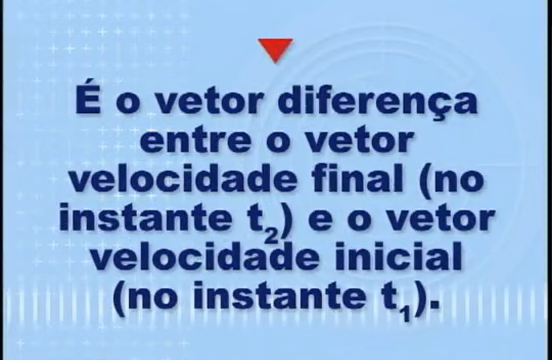 É o vetor diferença
entre o vetor
velocidade final (no
instante t₂) e o vetor
velocidade inicial
(no instante t₁).